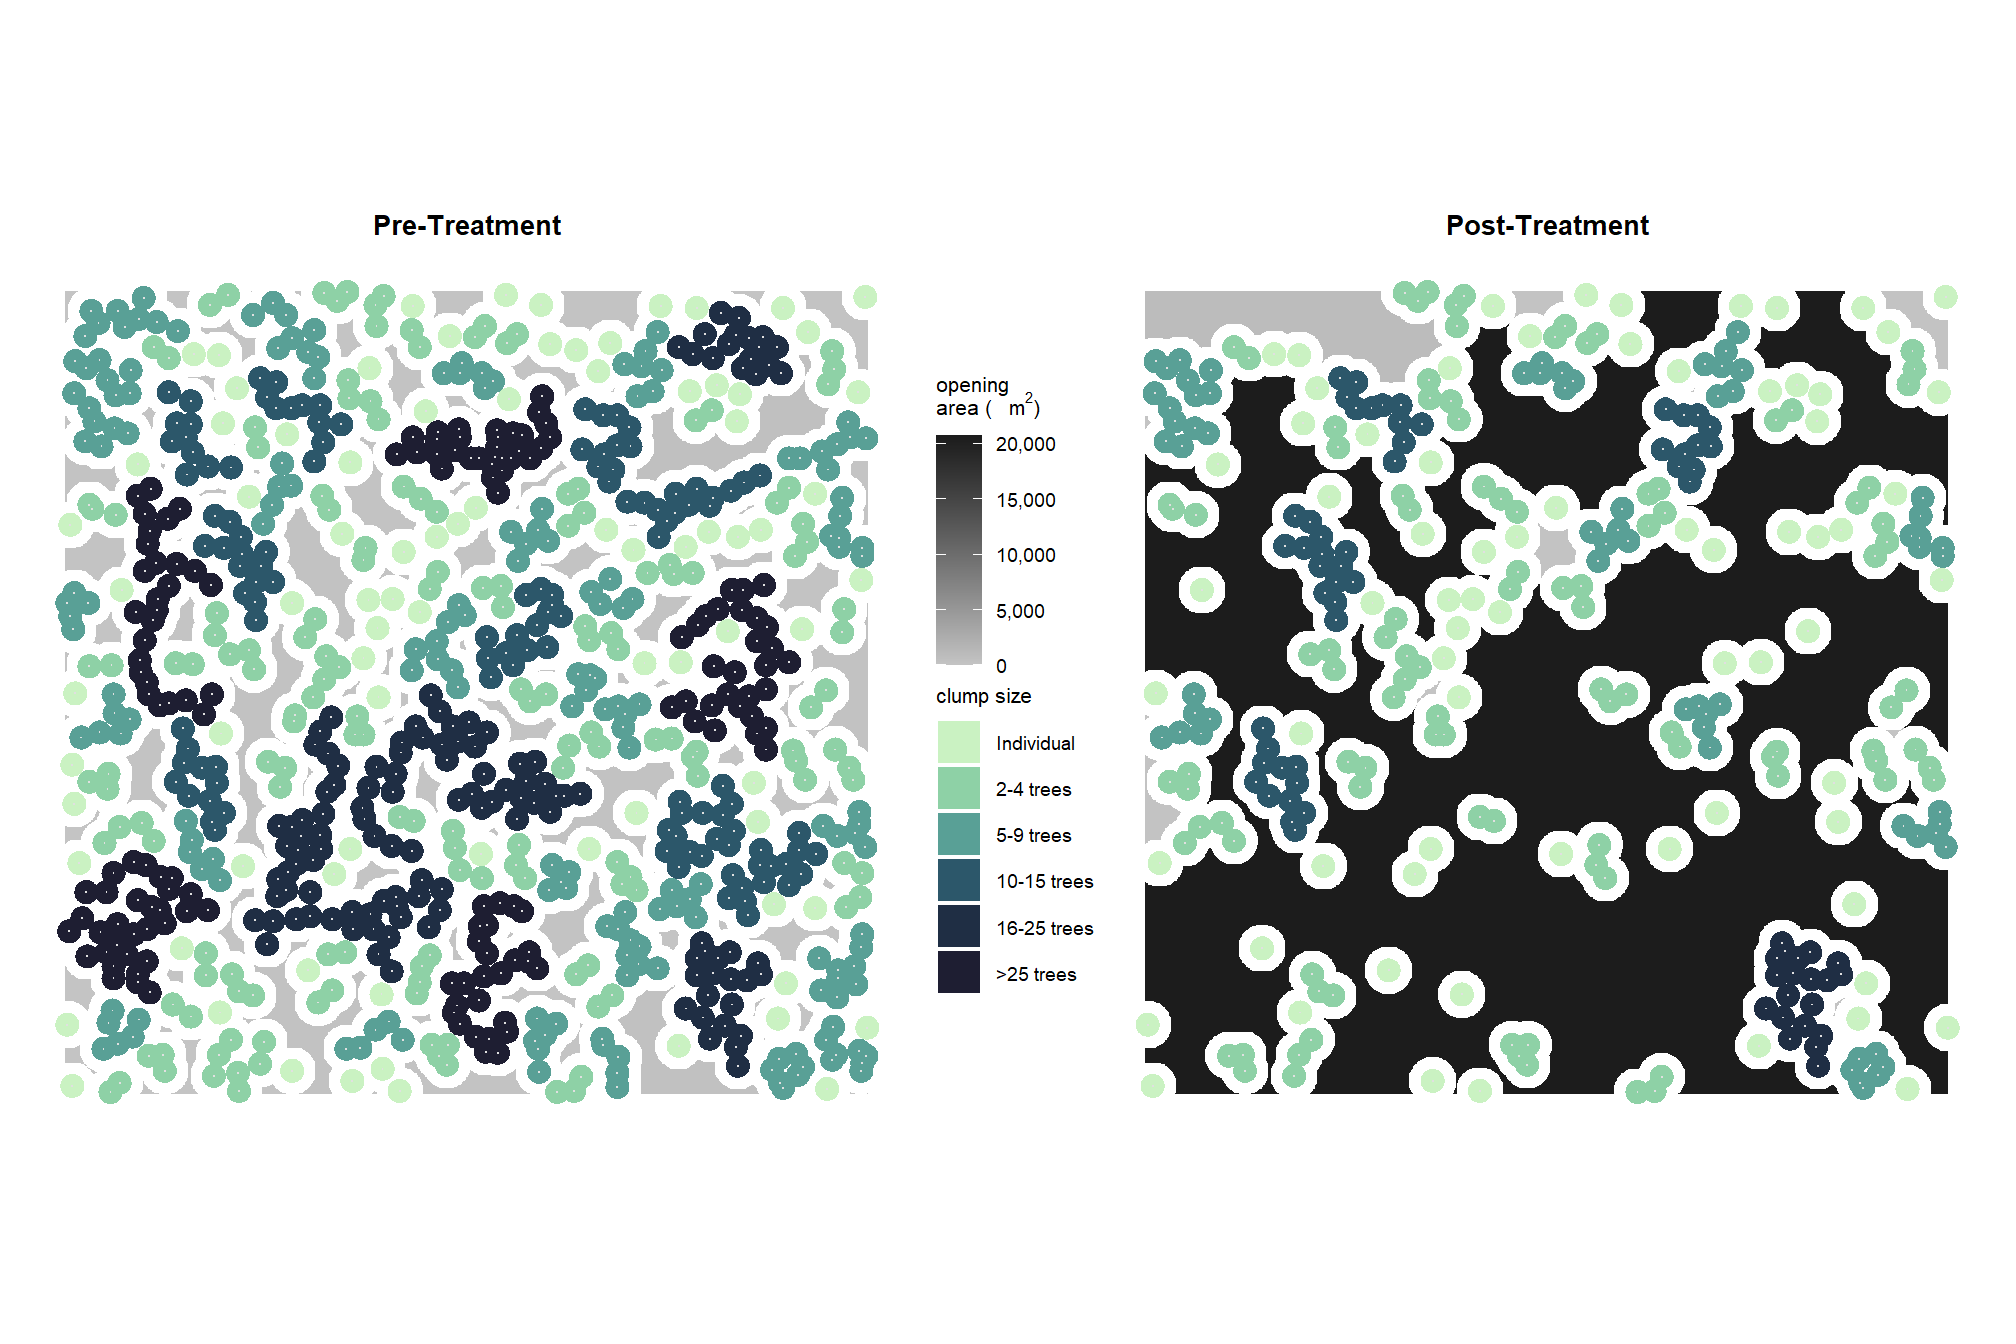 Pre-Treatment
Post-Treatment
opening
area ( m²)
20,000
15,000
10,000
5,000
0
clump size
Individual
2-4 trees
5-9 trees
10-15 trees
16-25 trees
>25 trees